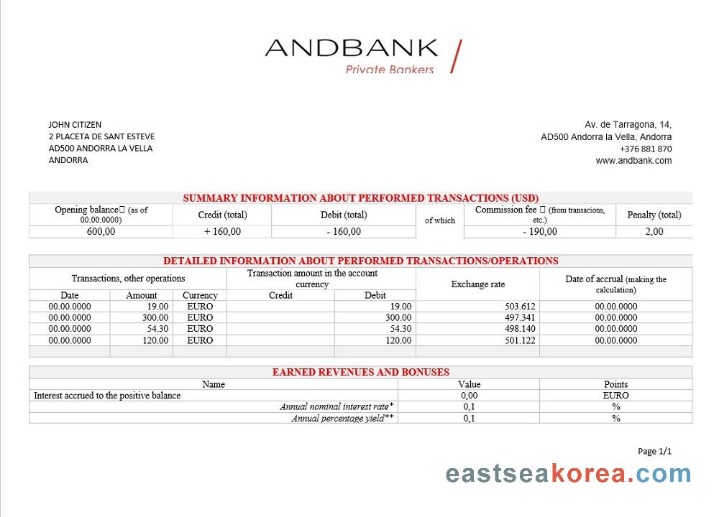 ANDBANK
Private Bankers
JOHN CITIZEN
2 PLACETA DE SANT ESTEVE
AD500 ANDORRA LA VELLA
ANDORRA
Av. de Tarragona, 14,
AD500 Andorra la Vella, Andorra
+376 881 870
www.andbank.com
SUMMARY INFORMATION ABOUT PERFORMED TRANSACTIONS (USD)
Opening balance□ (as of 00.00.0000) Credit (total) Debit (total) of which Commission fee □ (from transacions, etc.) Penalty (total)
600,00 + 160,00 - 160,00 - 190,00 2,00
DETAILED INFORMATION ABOUT PERFORMED TRANSACTIONS/OPERATIONS
Transactions, other operations Transaction amount in the account currency Exchange rate Date of accrual (making the calculation)
Date Amount Currency Credit Debit
00.00.0000 19.00 EURO 19.00 503.612 00.00.0000
00.00.0000 300.00 EURO 300.00 497.341 00.00.0000
00.00.0000 54.30 EURO 54.30 498.140 00.00.0000
00.00.0000 120.00 EURO 120.00 501.122 00.00.0000
EARNED REVENUES AND BONUSES
Name Value Points
Interest accrued to the positive balance 0,00 EURO
Annual nominal interest rate* 0,1 %
Annual percentage yield** 0,1 %
Page 1/1
eastseakorea.com